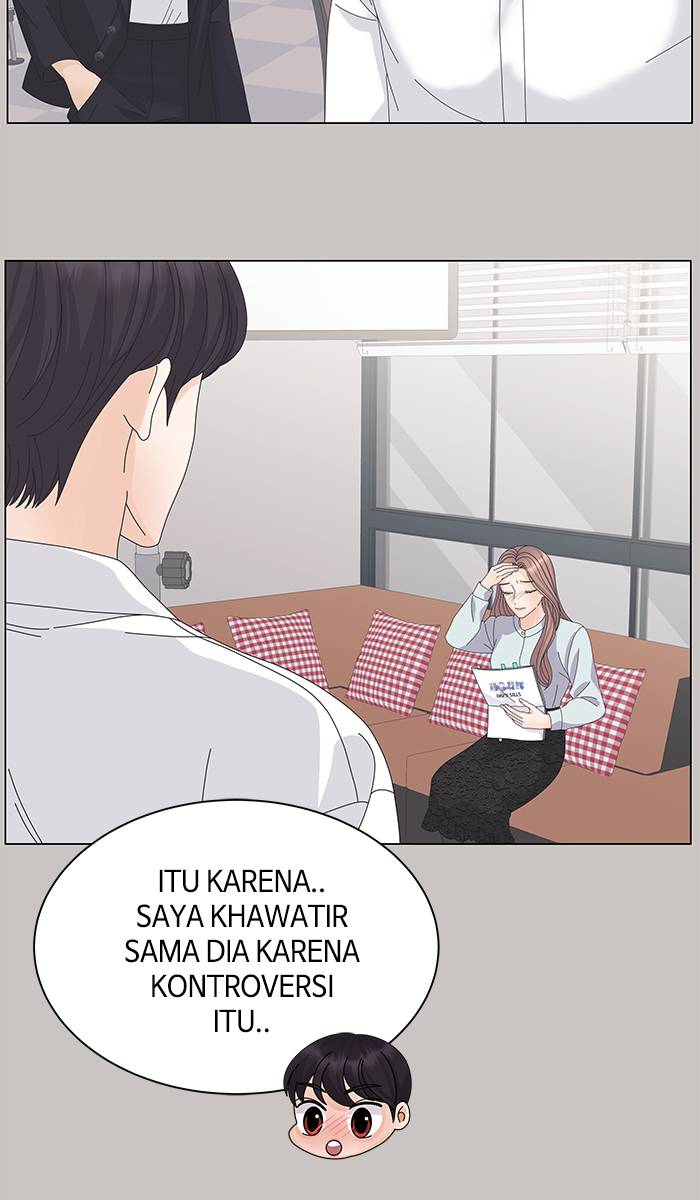 ITU KARENA..
SAYA KHAWATIR
SAMA DIA KARENA
KONTROVERSI
ITU..